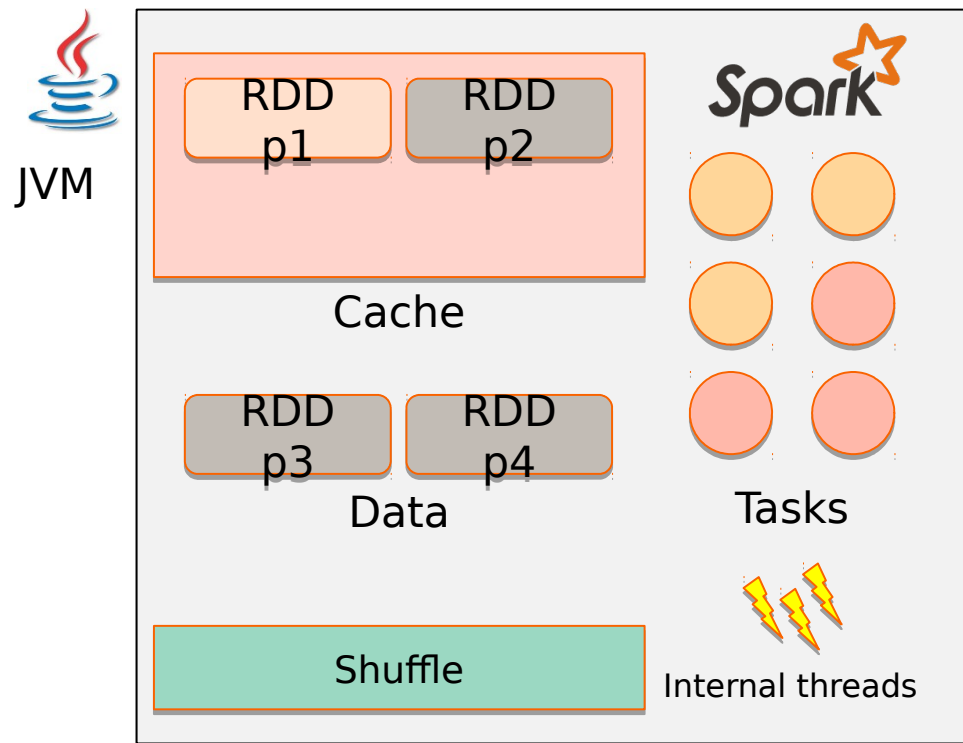 JVM
Spark
RDD
p1
RDD
p2
Cache
RDD
p3
RDD
p4
Data
Tasks
Shuffle
Internal threads